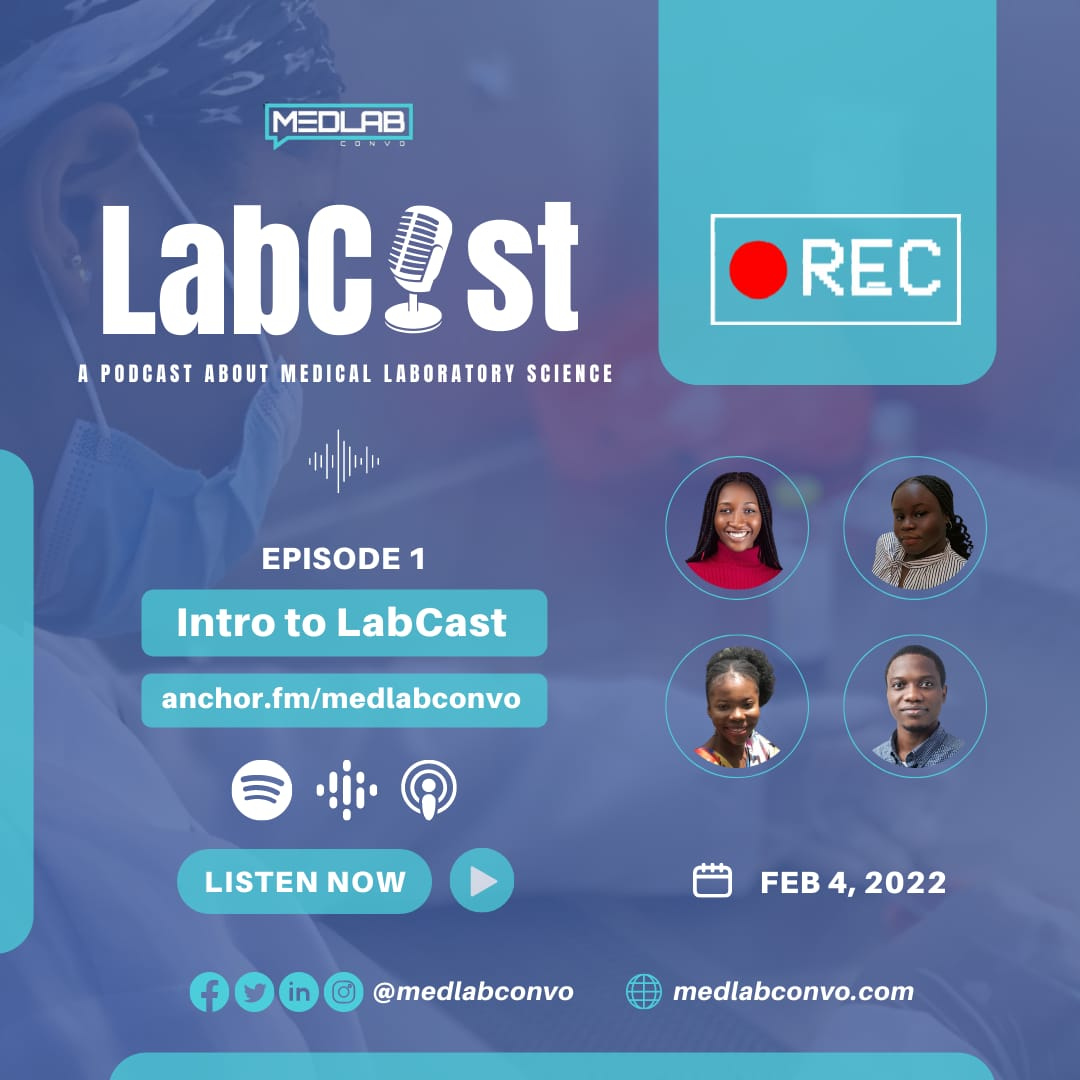 MEDLAB
CONVO
LabCast
A PODCAST ABOUT MEDICAL LABORATORY SCIENCE
REC
EPISODE 1
Intro to LabCast
anchor.fm/medlabconvo
LISTEN NOW
FEB 4, 2022
@medlabconvo
medlabconvo.com